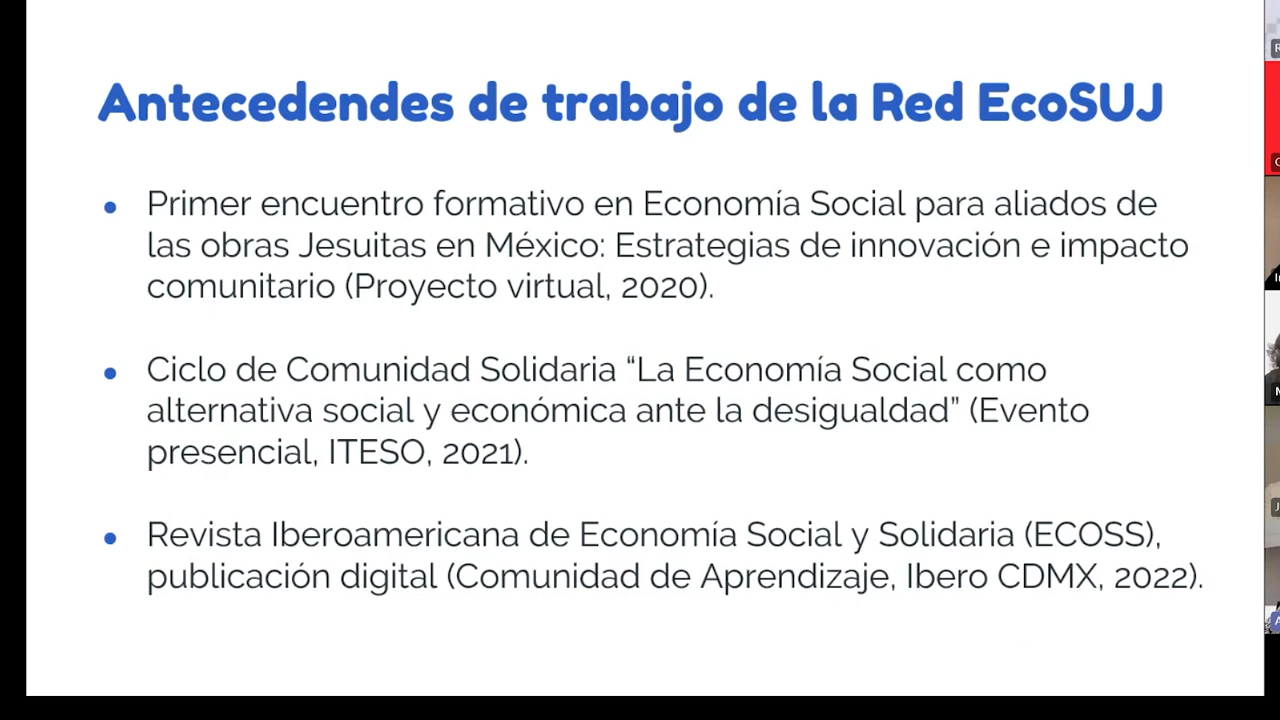 Antecedendes de trabajo de la Red EcoSUJ
• Primer encuentro formativo en Economía Social para aliados de
las obras Jesuitas en México: Estrategias de innovación e impacto
comunitario (Proyecto virtual, 2020).
• Ciclo de Comunidad Solidaria “La Economía Social como
alternativa social y económica ante la desigualdad” (Evento
presencial, ITESO, 2021).
• Revista Iberoamericana de Economía Social y Solidaria (ECOSS),
publicación digital (Comunidad de Aprendizaje, Ibero CDMX, 2022).